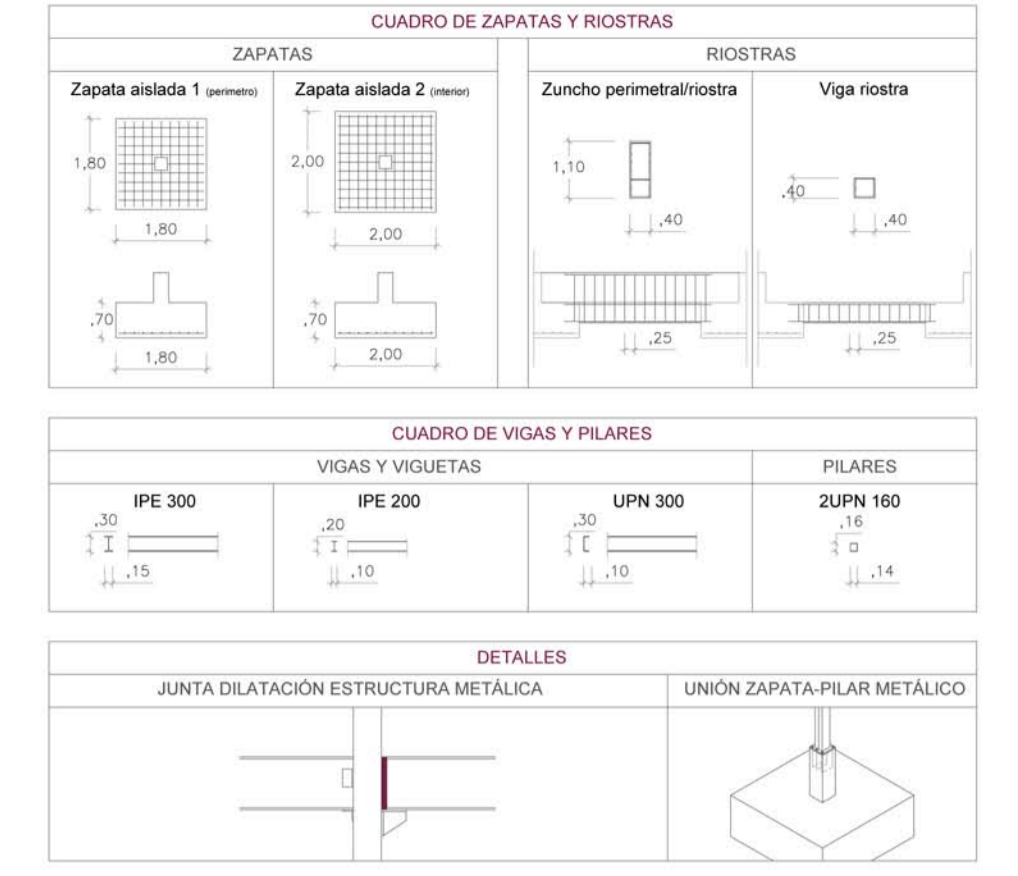 CUADRO DE ZAPATAS Y RIOSTRAS
ZAPATAS
RIOSTRAS
Zapata aislada 1 (perimetro)
Zapata aislada 2 (interior)
Zuncho perimetral/riostra
Viga riostra
1,80
1,80
,70
1,80
2,00
2,00
,70
2,00
1,10
,40
,25
,40
,40
,25
CUADRO DE VIGAS Y PILARES
VIGAS Y VIGUETAS
PILARES
IPE 300
IPE 200
UPN 300
2UPN 160
,30
,15
,20
,10
,30
,10
,16
,14
DETALLES
JUNTA DILATACIÓN ESTRUCTURA METÁLICA
UNIÓN ZAPATA-PILAR METÁLICO